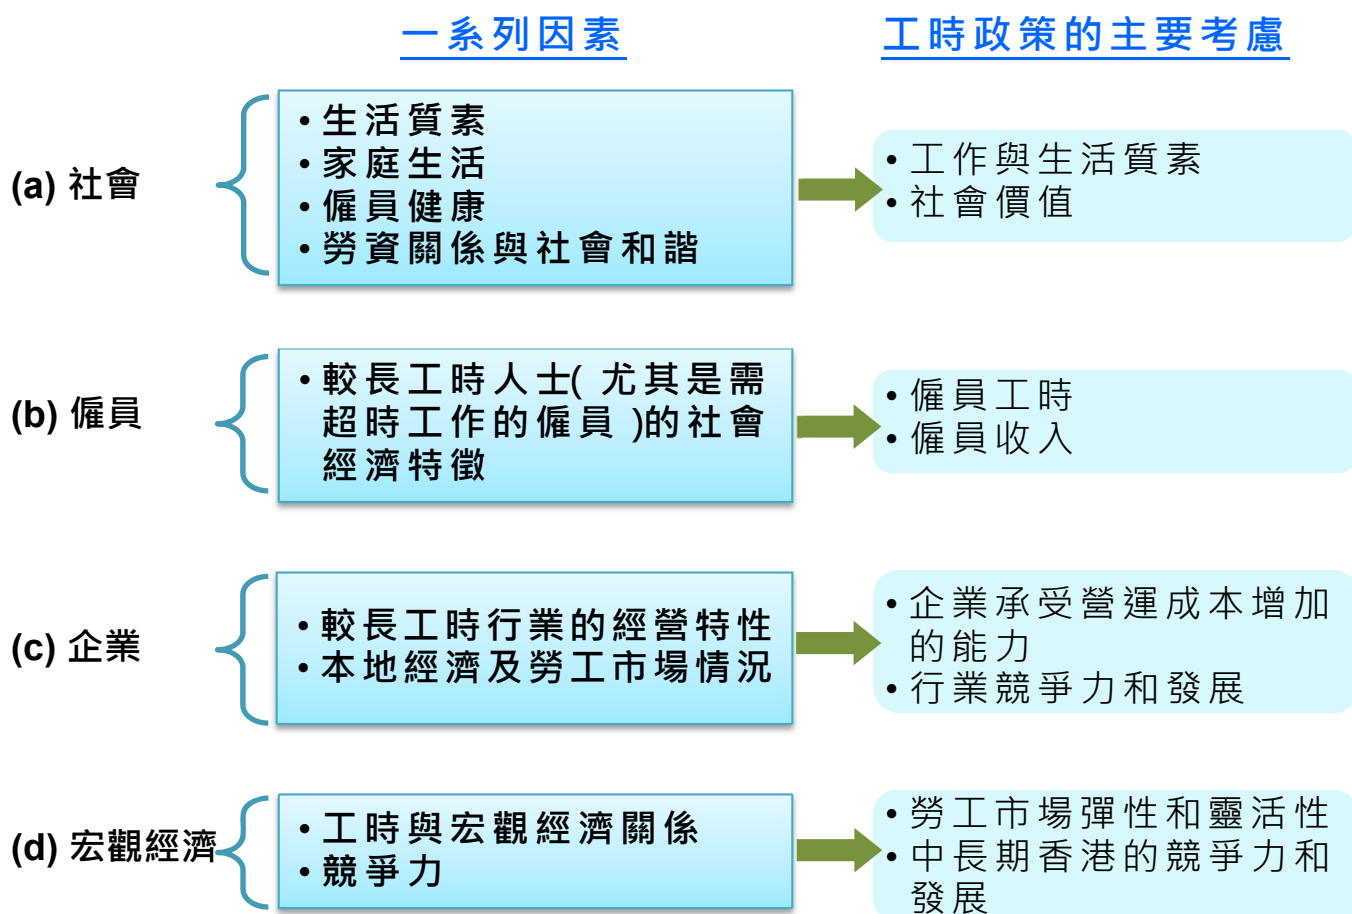 一系列因素
工時政策的主要考慮
(a) 社會
• 生活質素
• 家庭生活
• 僱員健康
• 勞資關係與社會和諧
• 工作與生活質素
• 社會價值
(b) 僱員
• 較長工時人士( 尤其是需
超時工作的僱員 )的社會
經濟特徵
• 僱員工時
• 僱員收入
(c) 企業
• 較長工時行業的經營特性
• 本地經濟及勞工市場情況
• 企業承受營運成本增加
的能力
• 行業競爭力和發展
(d) 宏觀經濟
• 工時與宏觀經濟關係
• 競爭力
• 勞工市場彈性和靈活性
• 中長期香港的競爭力和
發展